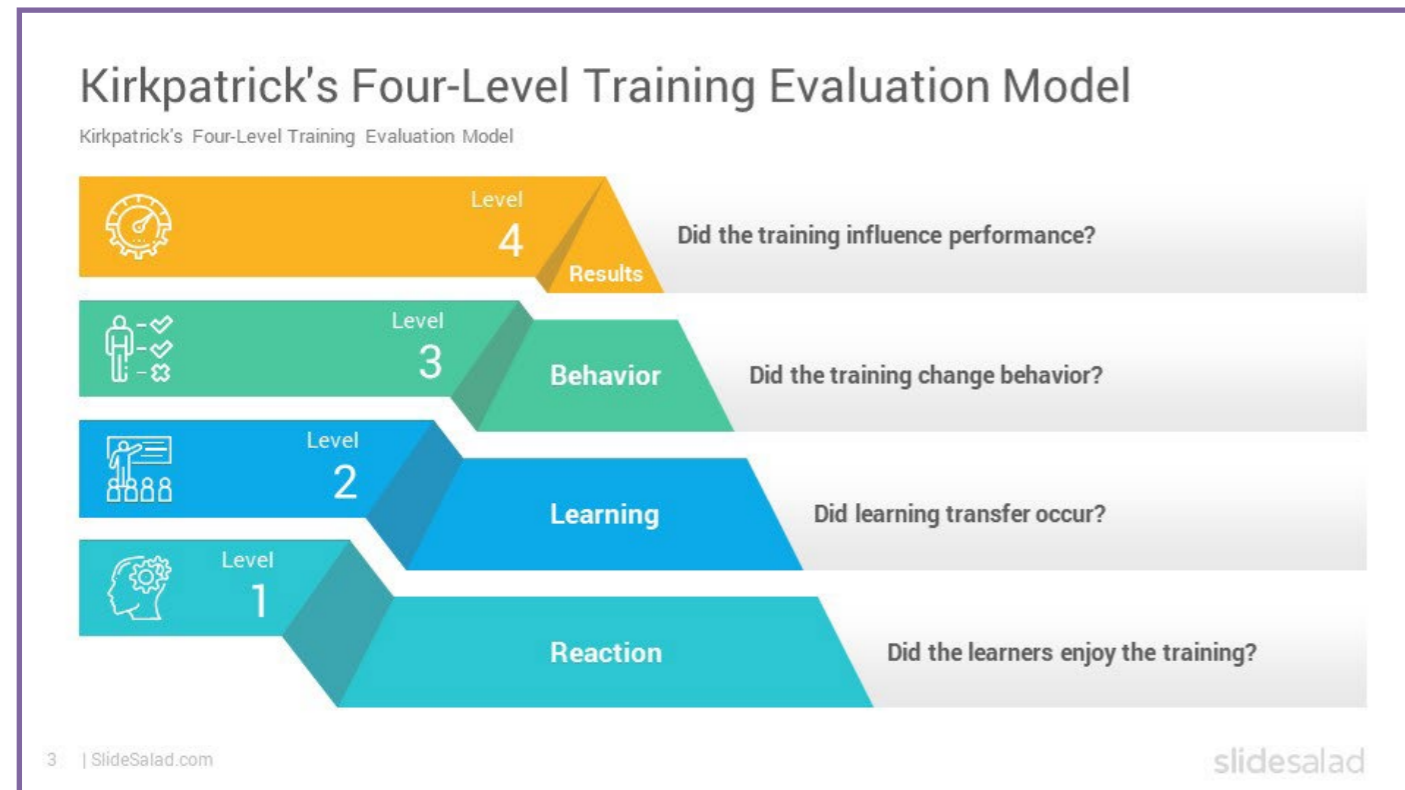 Kirkpatrick's Four-Level Training Evaluation Model
Kirkpatrick's Four-Level Training Evaluation Model
Level
4
Results
Did the training influence performance?
Level
3
Behavior
Did the training change behavior?
Level
2
Learning
Did learning transfer occur?
Level
1
Reaction
Did the learners enjoy the training?
3 | SlideSalad.com
slidesalad